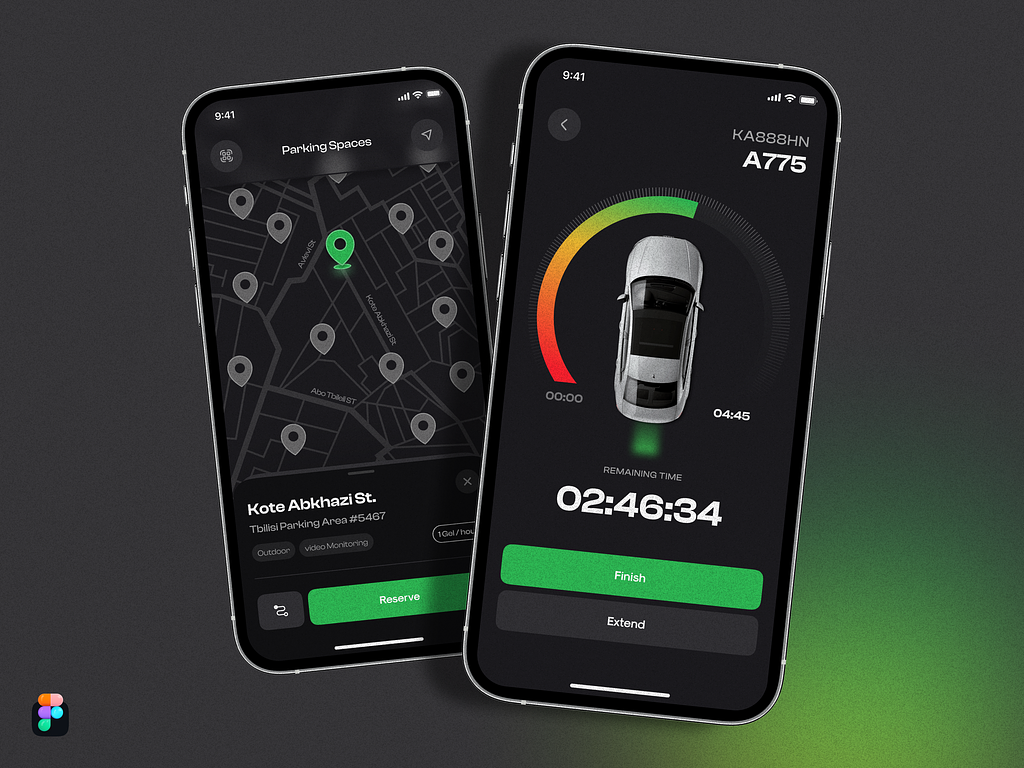 9:41
Parking Spaces
Avlevi St
Kote Abkhazi St
Abo Tbileli ST
Kote Abkhazi St.
Tbilisi Parking Area #5467
Outdoor
video Monitoring
1 Gel / hou
Reserve
9:41
KA888HN
A775
00:00
04:45
REMAINING TIME
02:46:34
Finish
Extend